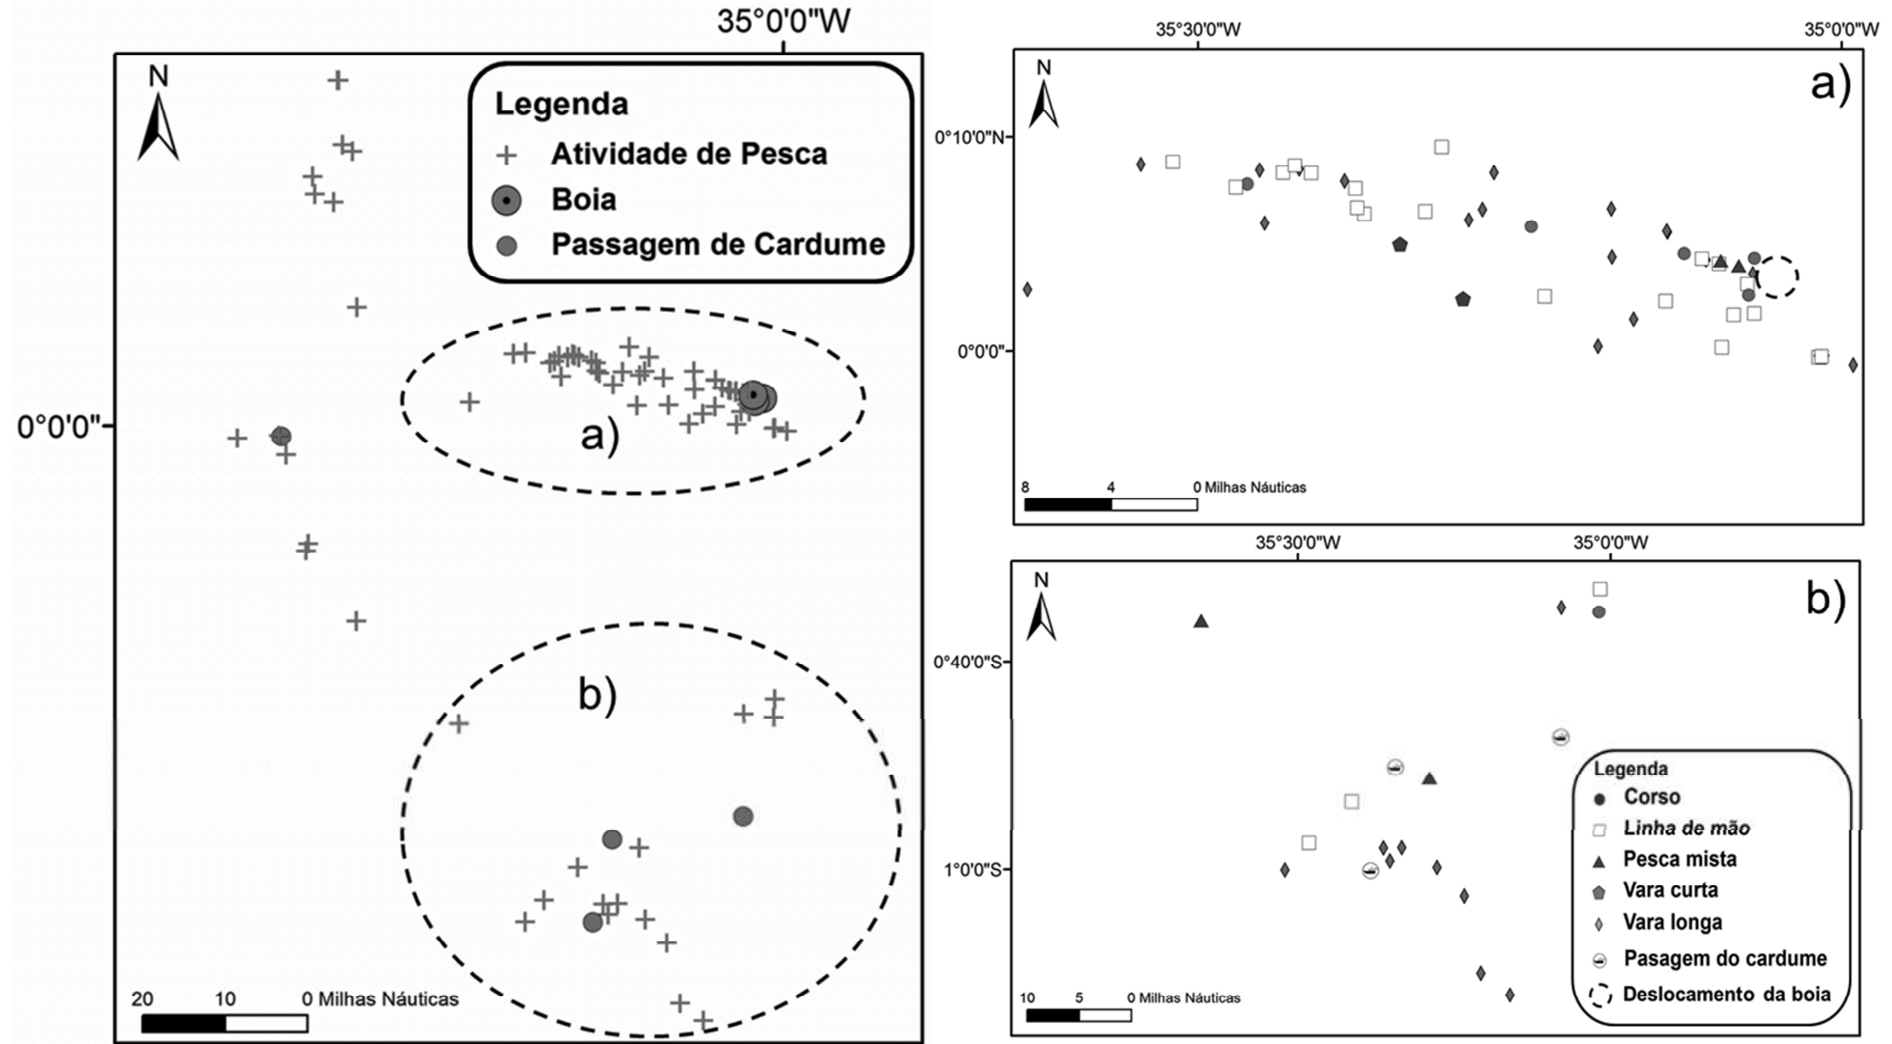 35°0'0"W
N
Legenda
Atividade de Pesca
Boia
Passagem de Cardume
0°0'0"
a)
b)
20 10 0 Milhas Náuticas
35°30'0"W 35°0'0"W
N
a)
0°10'0"N
0°0'0"
8 4 0 Milhas Náuticas
35°30'0"W 35°0'0"W
N
b)
0°40'0"S
1°0'0"S
Legenda
Corso
Linha de mão
Pesca mista
Vara curta
Vara longa
Pasagem do cardume
Deslocamento da boia
10 5 0 Milhas Náuticas